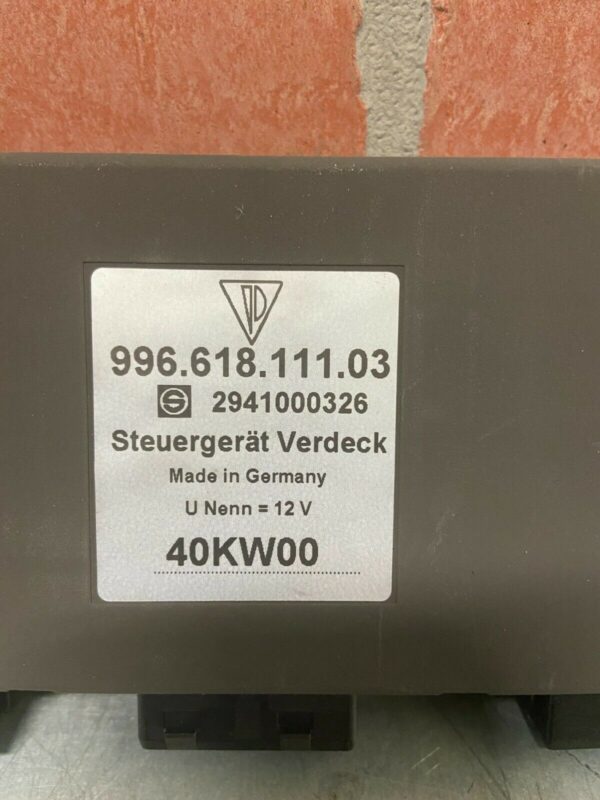 996.618.111.03
2941000326
Steuergerät Verdeck
Made in Germany
U Nenn = 12 V
40KW00